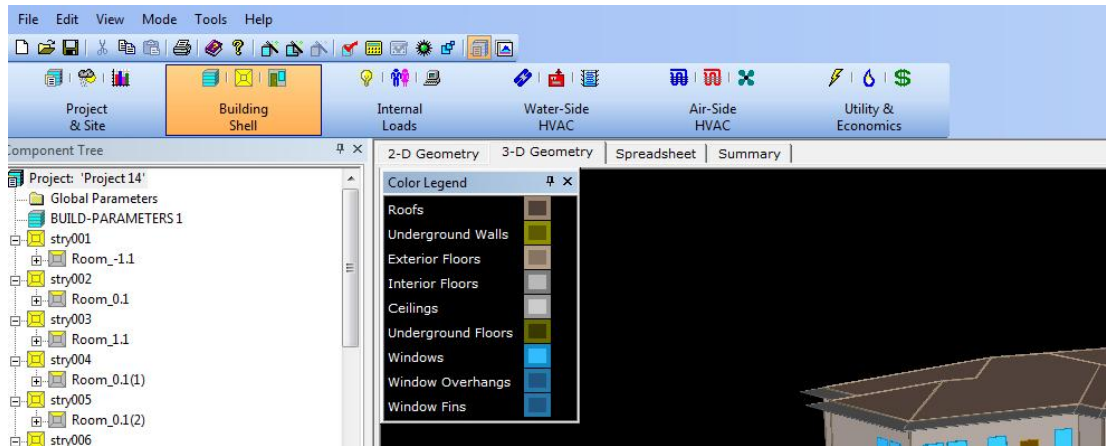 File Edit View Mode Tools Help
Project & Site
Building Shell
Internal Loads
Water-Side HVAC
Air-Side HVAC
Utility & Economics
Component Tree
2-D Geometry 3-D Geometry Spreadsheet Summary
Project: 'Project 14'
Global Parameters
BUILD-PARAMETERS 1
stry001
Room_-1.1
stry002
Room_0.1
stry003
Room_1.1
stry004
Room_0.1(1)
stry005
Room_0.1(2)
stry006
Color Legend
Roofs
Underground Walls
Exterior Floors
Interior Floors
Ceilings
Underground Floors
Windows
Window Overhangs
Window Fins